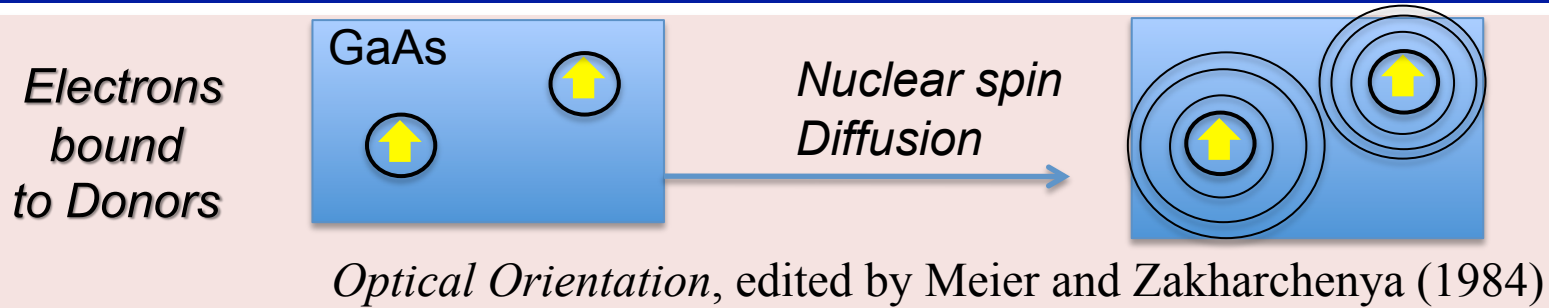 Electrons
bound
to Donors
GaAs
Nuclear spin
Diffusion
Optical Orientation, edited by Meier and Zakharchenya (1984)